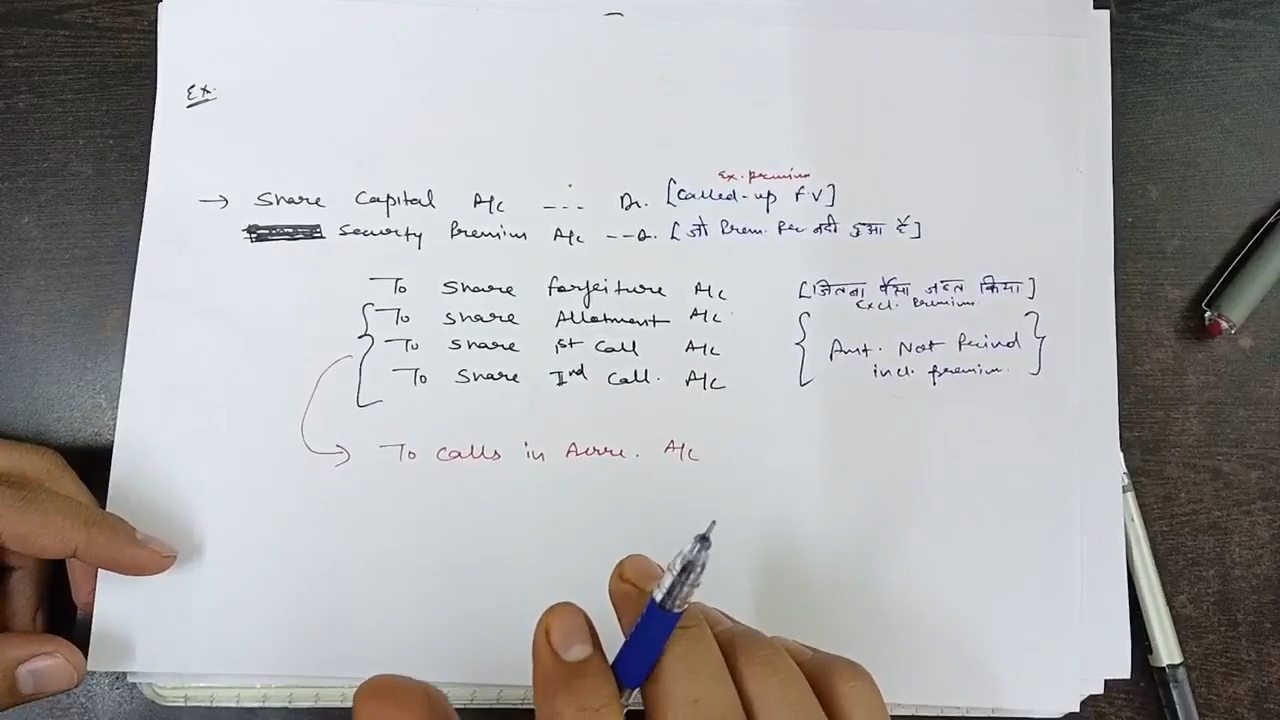 Ex.
Ex. premium
→ Share Capital A/c --- Dr. [Called-up F.V]
Security Premium A/c ---Dr. [जो Prem. Rec नही हुआ है]
To Share forfeiture A/c [जितना पैसा जब्त किया]
Excl. Premium
To Share Allotment A/c
To Share 1st Call A/c { Amt. Not Recived }
incl. premium.
To Share IInd Call. A/c
To Calls in Arre. A/c